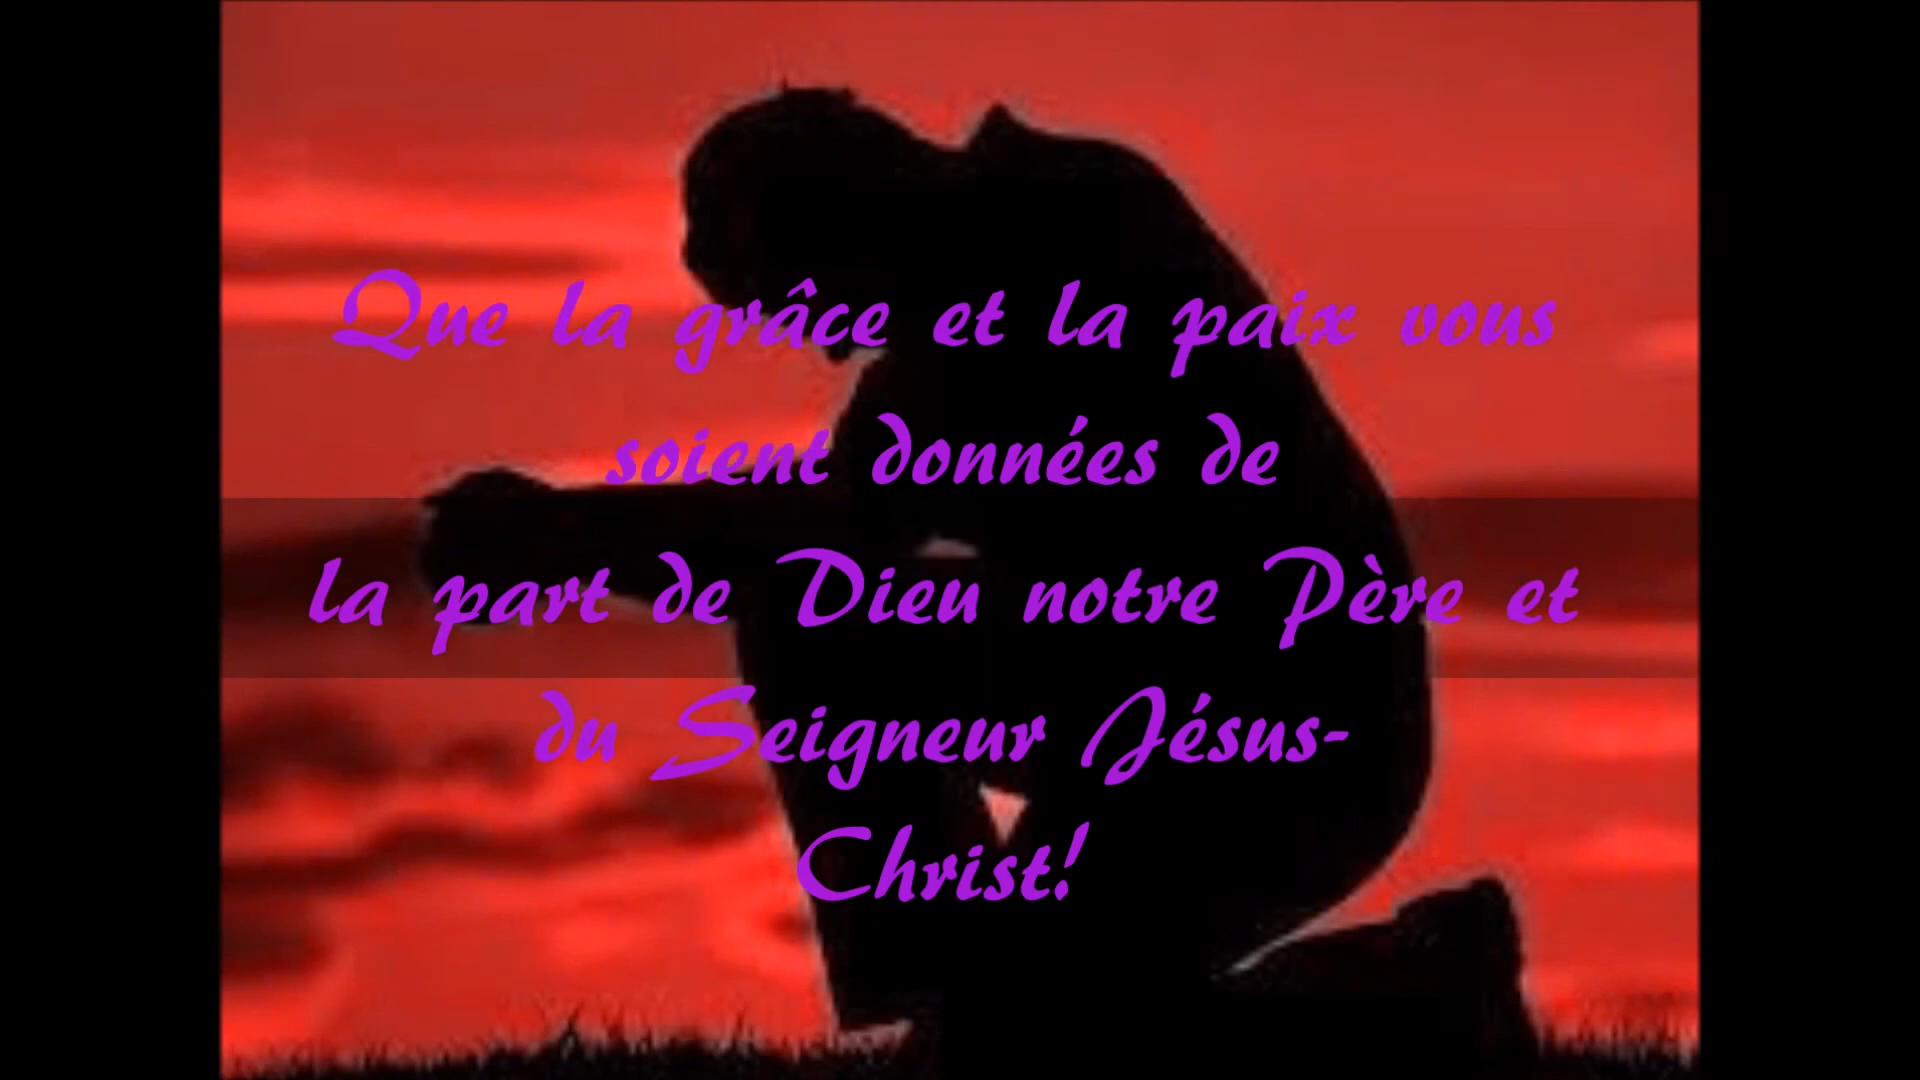 Que la grâce et la paix vous
soient données de
la part de Dieu notre Père et
du Seigneur Jésus-
Christ!